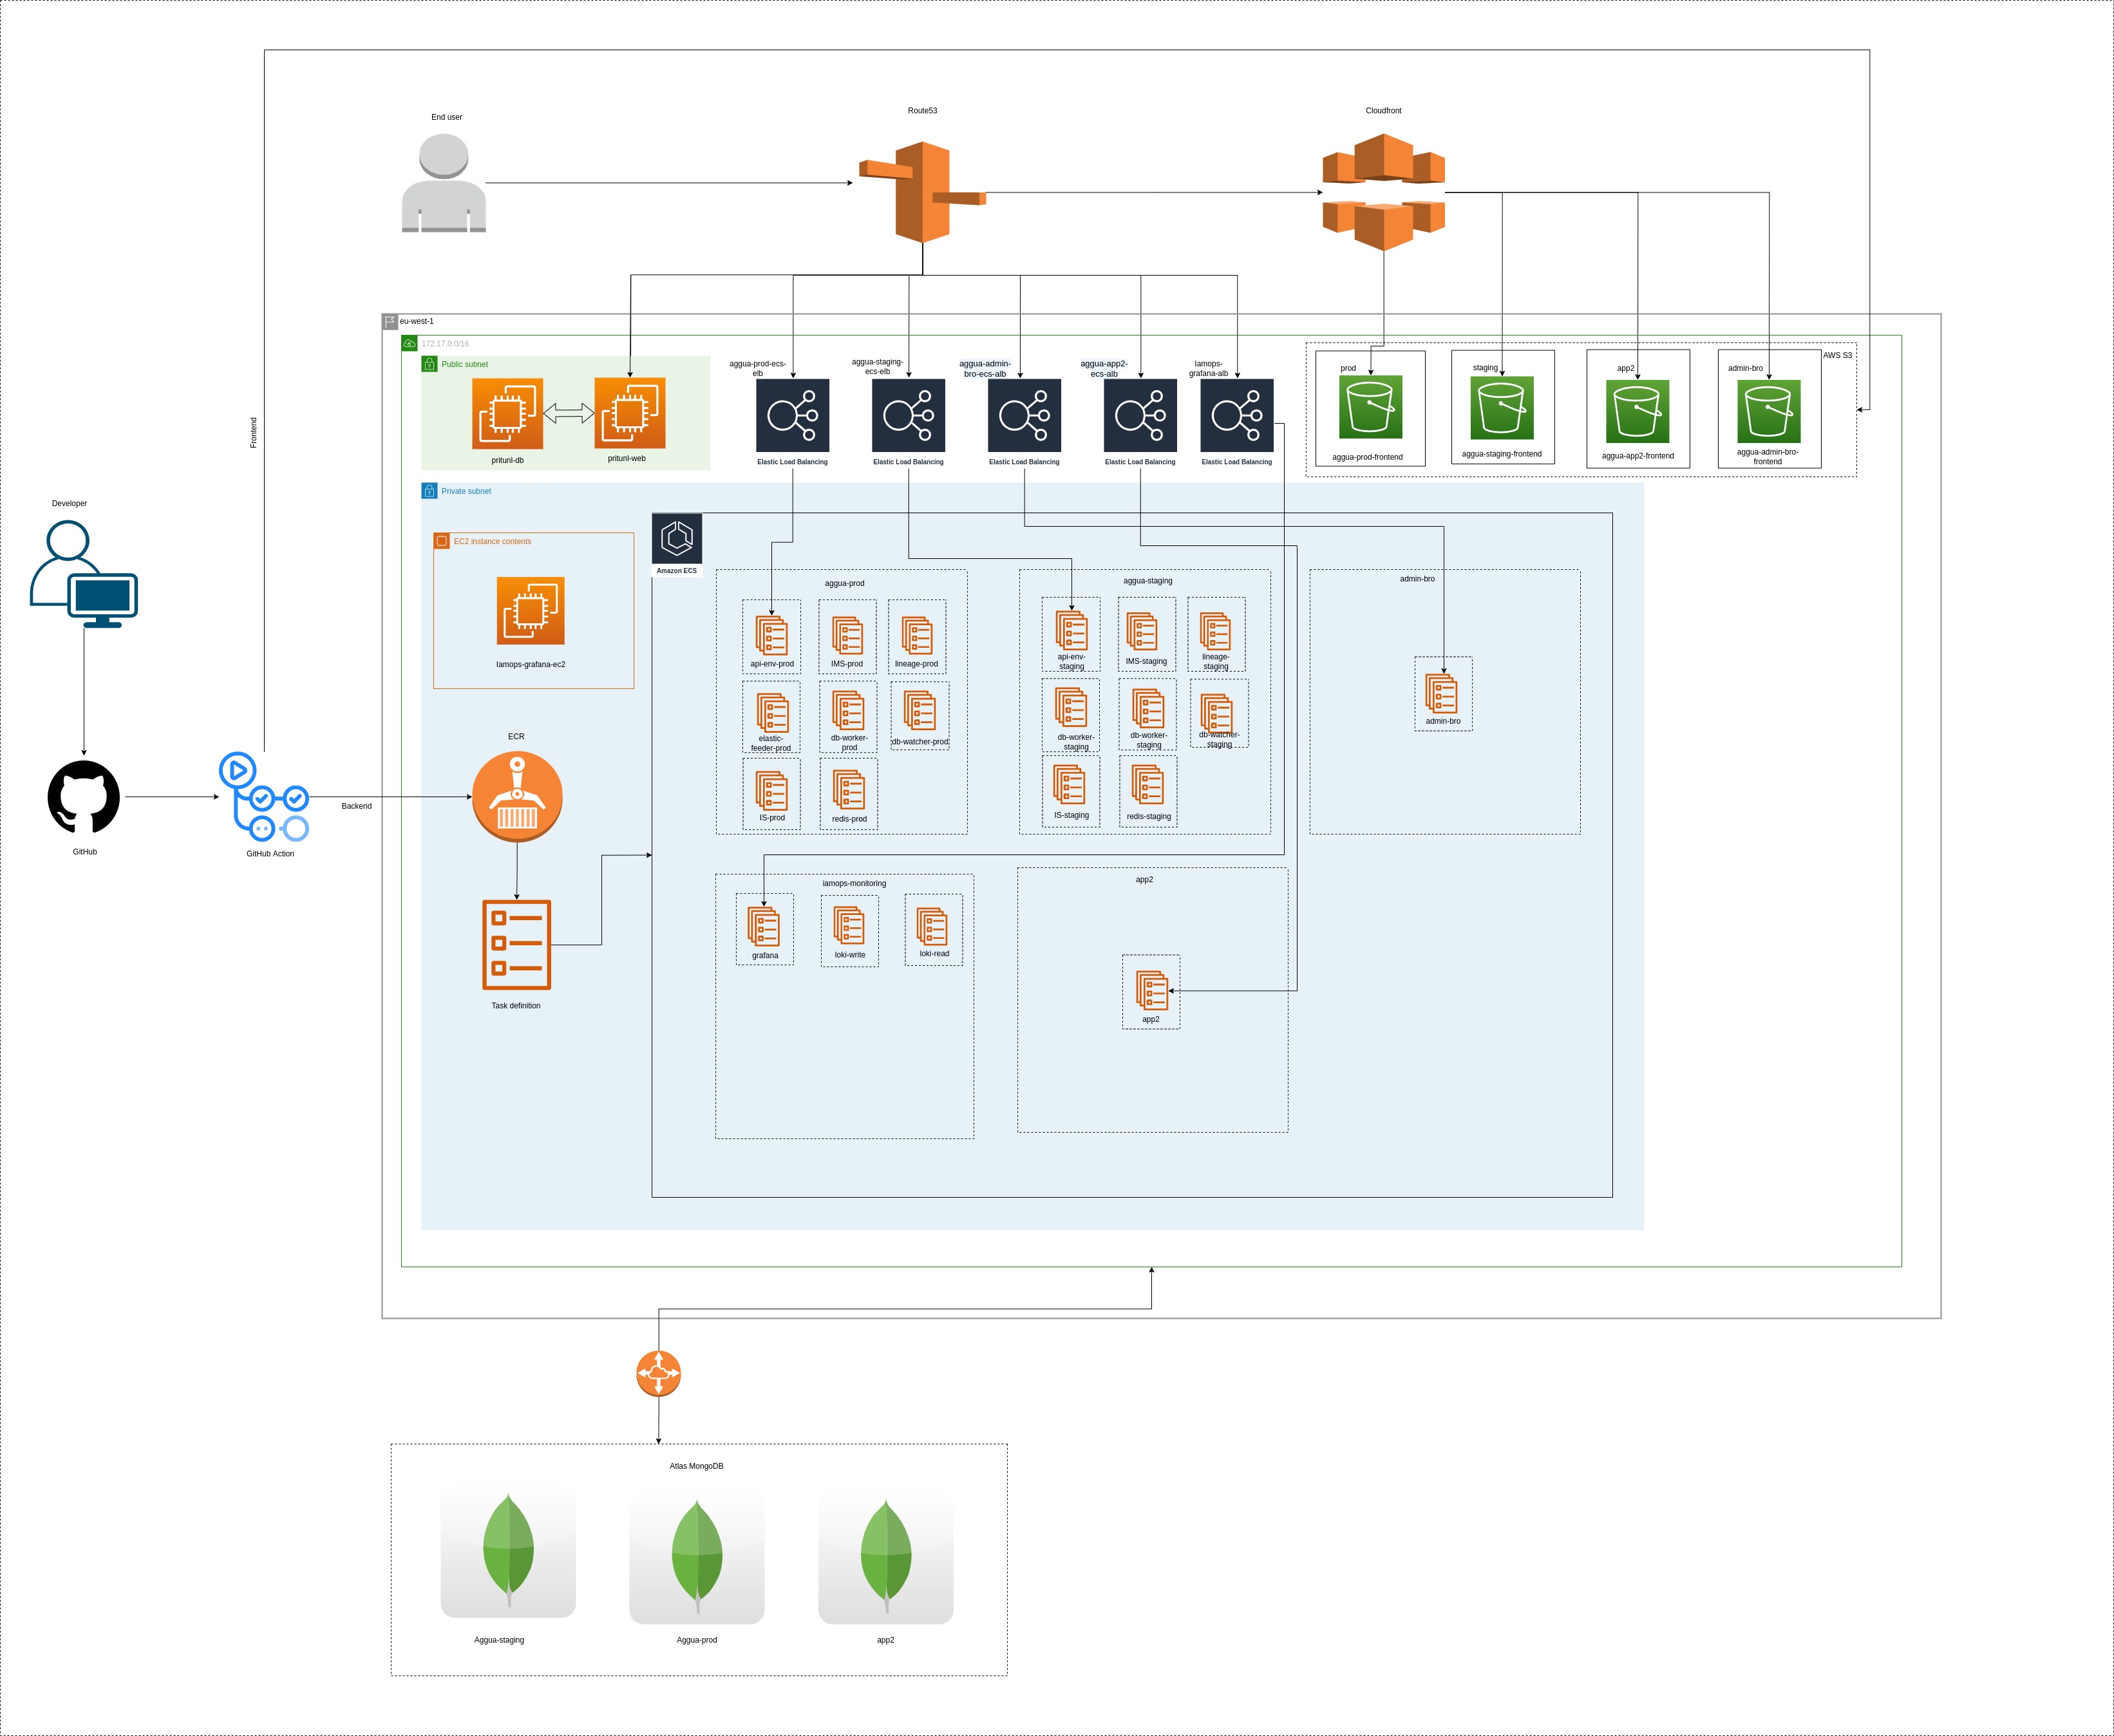 End user
Route53
Cloudfront
Frontend
eu-west-1
172.17.0.0/16
Public subnet
pritunl-db
pritunl-web
aggua-prod-ecs-
elb
Elastic Load Balancing
aggua-staging-
ecs-elb
Elastic Load Balancing
aggua-admin-
bro-ecs-alb
Elastic Load Balancing
aggua-app2-
ecs-alb
Elastic Load Balancing
Iamops-
grafana-alb
Elastic Load Balancing
AWS S3
prod
aggua-prod-frontend
staging
aggua-staging-frontend
app2
aggua-app2-frontend
admin-bro
aggua-admin-bro-
frontend
Developer
GitHub
GitHub Action
Backend
Private subnet
EC2 instance contents
Iamops-grafana-ec2
ECR
Task definition
Amazon ECS
aggua-prod
api-env-prod
IMS-prod
lineage-prod
elastic-
feeder-prod
db-worker-
prod
db-watcher-prod
IS-prod
redis-prod
aggua-staging
api-env-
staging
IMS-staging
lineage-
staging
db-worker-
staging
db-worker-
staging
db-watcher-
staging
IS-staging
redis-staging
admin-bro
admin-bro
iamops-monitoring
grafana
loki-write
loki-read
app2
app2
Atlas MongoDB
Aggua-staging
Aggua-prod
app2